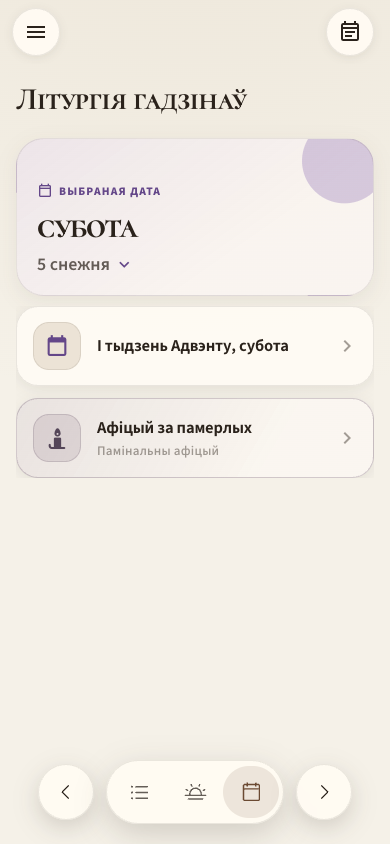 Літургія гадзінаў
ВЫБРАНАЯ ДАТА
СУБОТА
5 снежня
I тыдзень Адвэнту, субота
Афіцый за памерлых
Памінальны афіцый